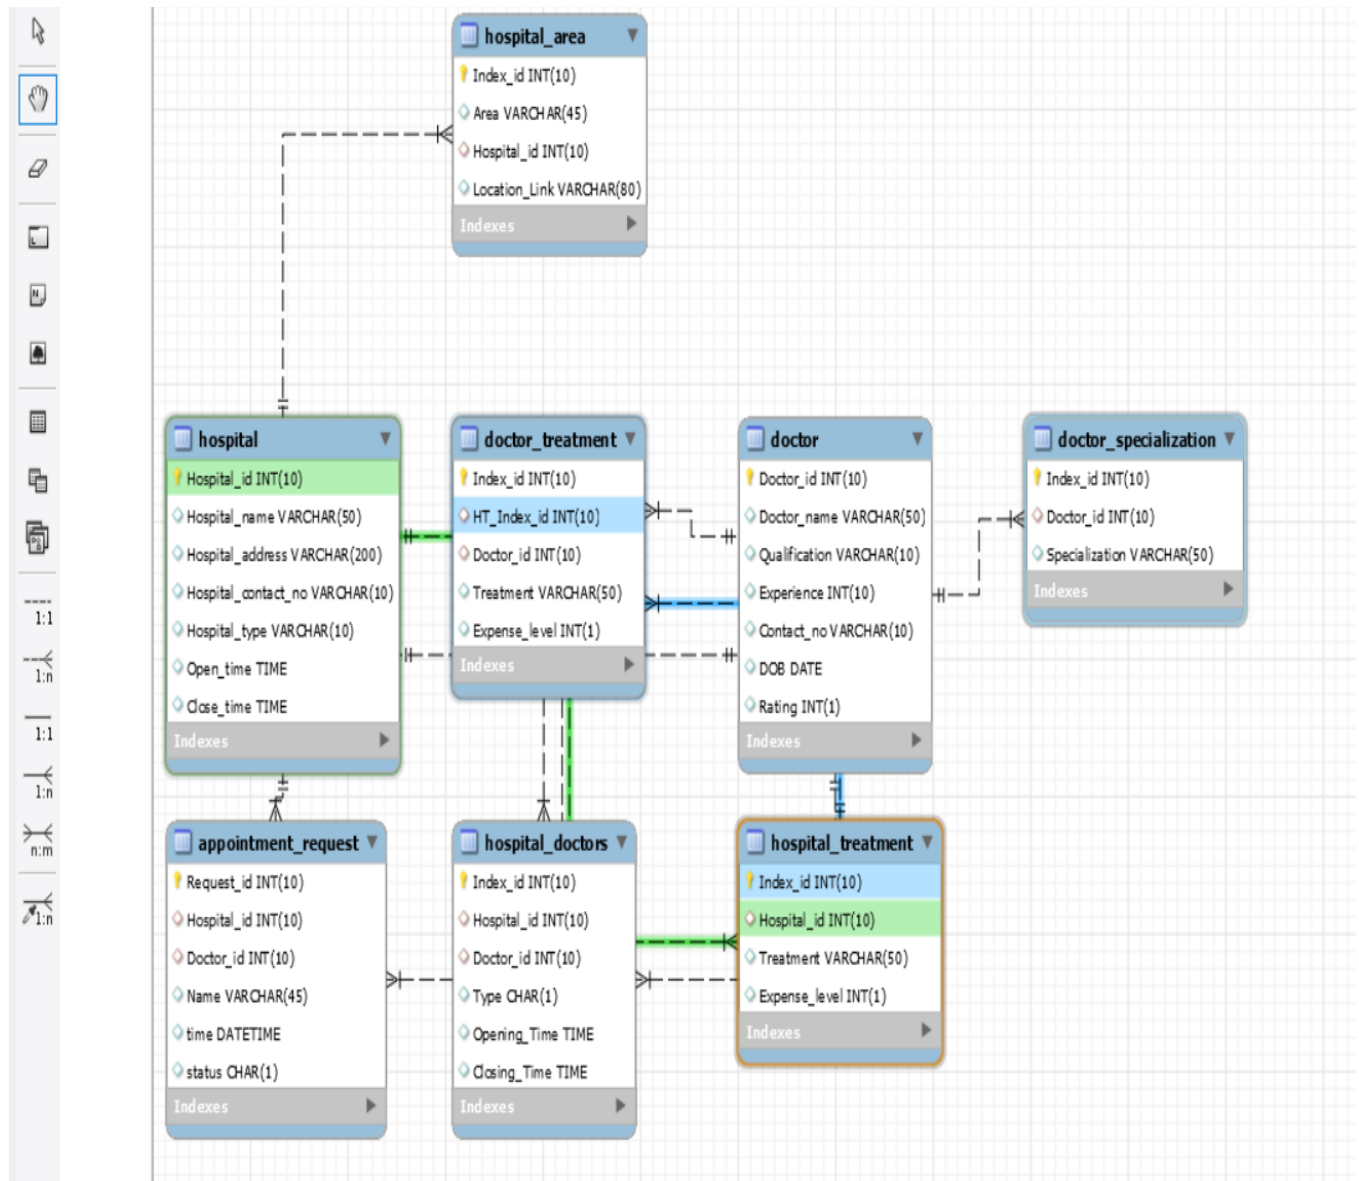 hospital_area
Index_id INT(10)
Area VARCHAR(45)
Hospital_id INT(10)
Location_Link VARCHAR(80)
Indexes
hospital
Hospital_id INT(10)
Hospital_name VARCHAR(50)
Hospital_address VARCHAR(200)
Hospital_contact_no VARCHAR(10)
Hospital_type VARCHAR(10)
Open_time TIME
Close_time TIME
Indexes
doctor_treatment
Index_id INT(10)
HT_Index_id INT(10)
Doctor_id INT(10)
Treatment VARCHAR(50)
Expense_level INT(1)
Indexes
doctor
Doctor_id INT(10)
Doctor_name VARCHAR(50)
Qualification VARCHAR(10)
Experience INT(10)
Contact_no VARCHAR(10)
DOB DATE
Rating INT(1)
Indexes
doctor_specialization
Index_id INT(10)
Doctor_id INT(10)
Specialization VARCHAR(50)
Indexes
appointment_request
Request_id INT(10)
Hospital_id INT(10)
Doctor_id INT(10)
Name VARCHAR(45)
time DATETIME
status CHAR(1)
Indexes
hospital_doctors
Index_id INT(10)
Hospital_id INT(10)
Doctor_id INT(10)
Type CHAR(1)
Opening_Time TIME
Closing_Time TIME
Indexes
hospital_treatment
Index_id INT(10)
Hospital_id INT(10)
Treatment VARCHAR(50)
Expense_level INT(1)
Indexes
1:1
1:n
1:1
1:n
n:m
1:n